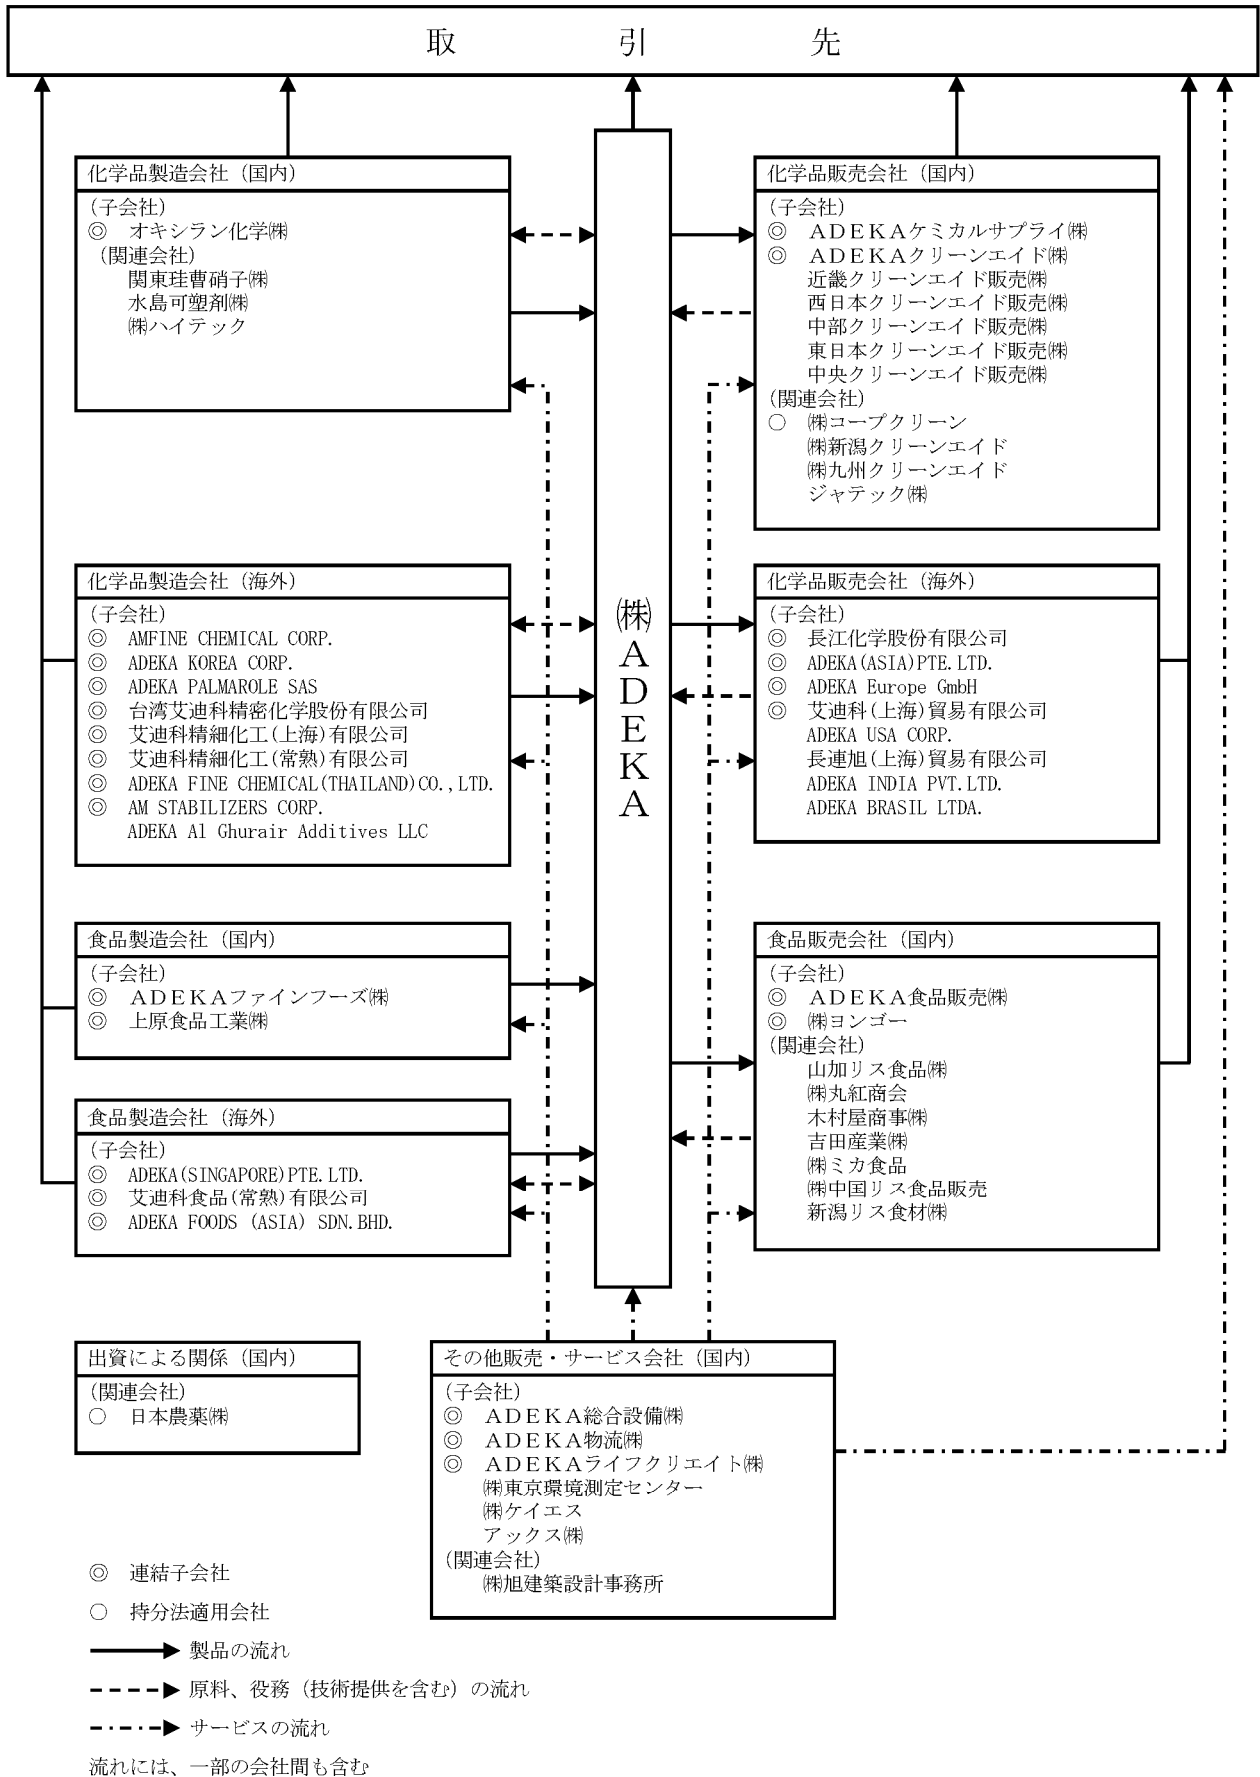 取引先
化学品製造会社（国内）
（子会社）
◎ オキシラン化学㈱
（関連会社）
関東珪曹硝子㈱
水島可塑剤㈱
㈱ハイテック
化学品販売会社（国内）
（子会社）
◎ ＡＤＥＫＡケミカルサプライ㈱
◎ ＡＤＥＫＡクリーンエイド㈱
近畿クリーンエイド販売㈱
西日本クリーンエイド販売㈱
中部クリーンエイド販売㈱
東日本クリーンエイド販売㈱
中央クリーンエイド販売㈱
（関連会社）
○ ㈱コープクリーン
㈱新潟クリーンエイド
㈱九州クリーンエイド
ジャテック㈱
㈱ＡＤＥＫＡ
化学品製造会社（海外）
（子会社）
◎ AMFINE CHEMICAL CORP.
◎ ADEKA KOREA CORP.
◎ ADEKA PALMAROLE SAS
◎ 台湾艾迪科精密化学股份有限公司
◎ 艾迪科精細化工(上海)有限公司
◎ 艾迪科精細化工(常熟)有限公司
◎ ADEKA FINE CHEMICAL(THAILAND)CO.,LTD.
◎ AM STABILIZERS CORP.
ADEKA Al Ghurair Additives LLC
化学品販売会社（海外）
（子会社）
◎ 長江化学股份有限公司
◎ ADEKA(ASIA)PTE.LTD.
◎ ADEKA Europe GmbH
◎ 艾迪科(上海)貿易有限公司
ADEKA USA CORP.
長連旭(上海)貿易有限公司
ADEKA INDIA PVT.LTD.
ADEKA BRASIL LTDA.
食品製造会社（国内）
（子会社）
◎ ＡＤＥＫＡファインフーズ㈱
◎ 上原食品工業㈱
食品販売会社（国内）
（子会社）
◎ ＡＤＥＫＡ食品販売㈱
◎ ㈱ヨンゴー
（関連会社）
山加リス食品㈱
㈱丸紅商会
木村屋商事㈱
吉田産業㈱
㈱ミカ食品
㈱中国リス食品販売
新潟リス食材㈱
食品製造会社（海外）
（子会社）
◎ ADEKA(SINGAPORE)PTE.LTD.
◎ 艾迪科食品(常熟)有限公司
◎ ADEKA FOODS (ASIA) SDN.BHD.
出資による関係（国内）
（関連会社）
○ 日本農薬㈱
その他販売・サービス会社（国内）
（子会社）
◎ ＡＤＥＫＡ総合設備㈱
◎ ＡＤＥＫＡ物流㈱
◎ ＡＤＥＫＡライフクリエイト㈱
㈱東京環境測定センター
㈱ケイエス
アックス㈱
（関連会社）
㈱旭建築設計事務所
◎ 連結子会社
○ 持分法適用会社
製品の流れ
原料、役務（技術提供を含む）の流れ
サービスの流れ
流れには、一部の会社間も含む